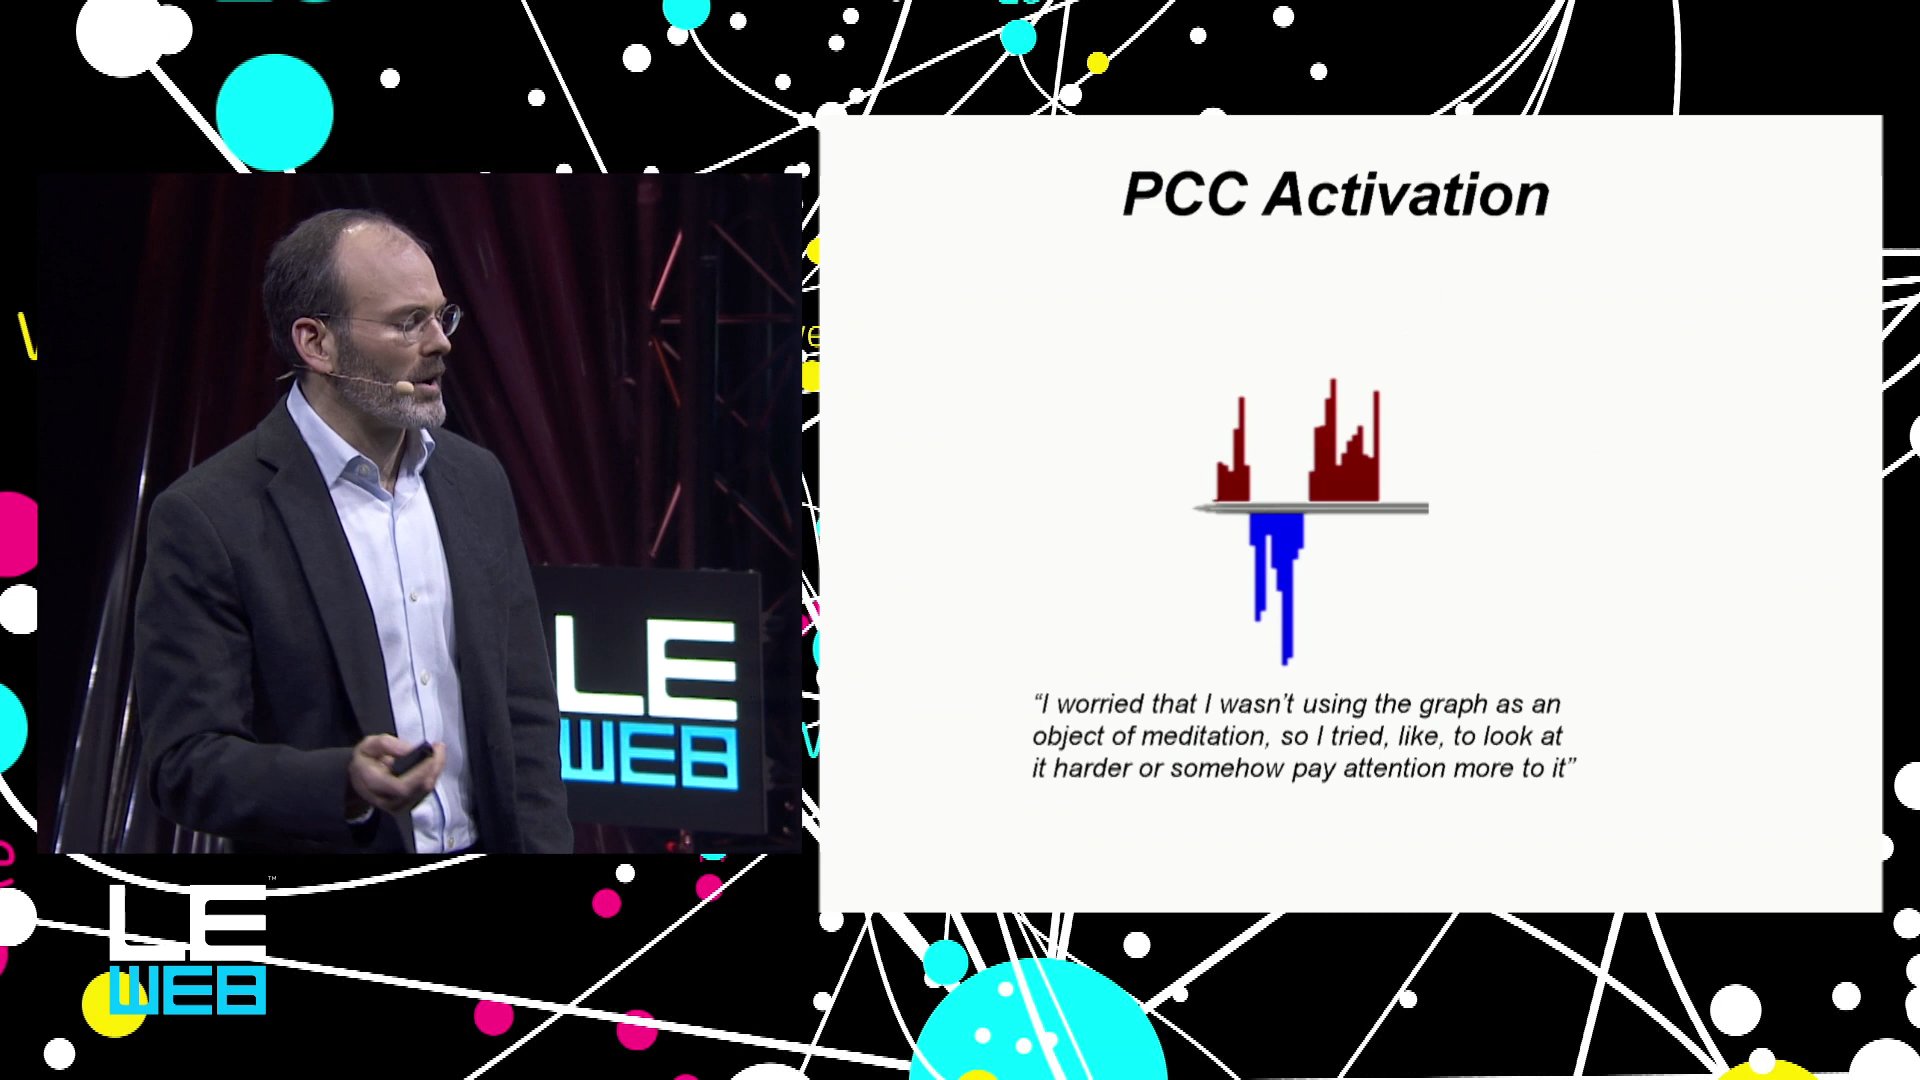 PCC Activation
“I worried that I wasn’t using the graph as an
object of meditation, so I tried, like, to look at
it harder or somehow pay attention more to it”
LE
WEB
LE
WEB
™